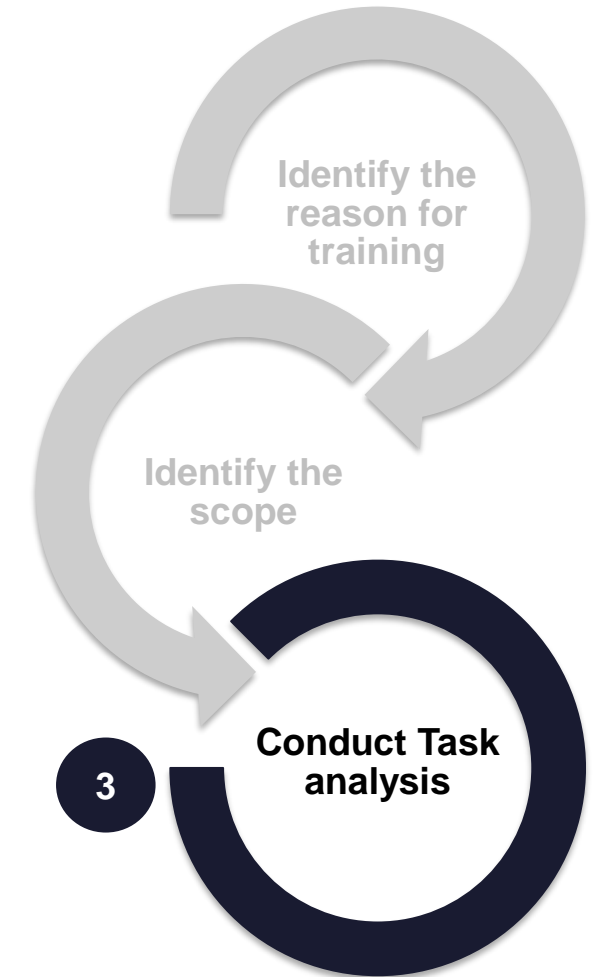 Identify the
reason for
training
Identify the
scope
Conduct Task
analysis
3